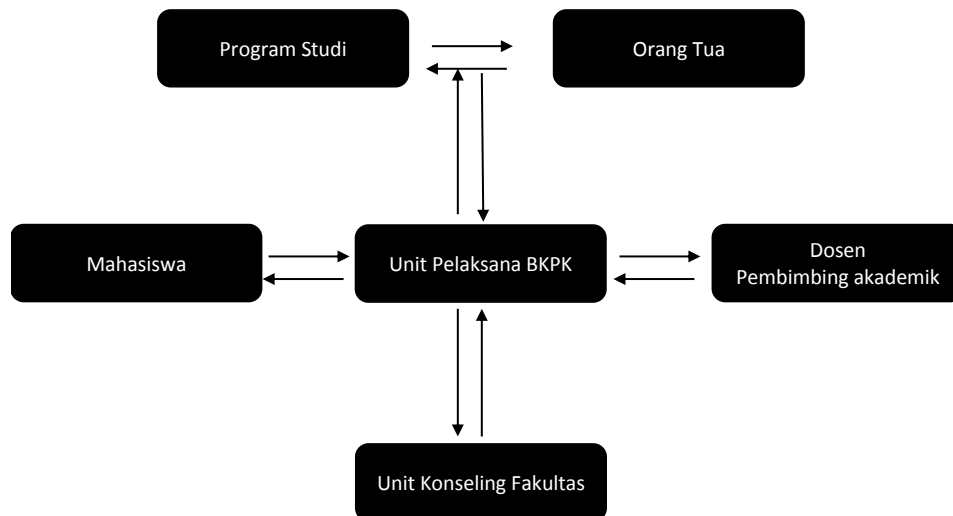 Program Studi
Orang Tua
Mahasiswa
Unit Pelaksana BKPK
Dosen
Pembimbing akademik
Unit Konseling Fakultas